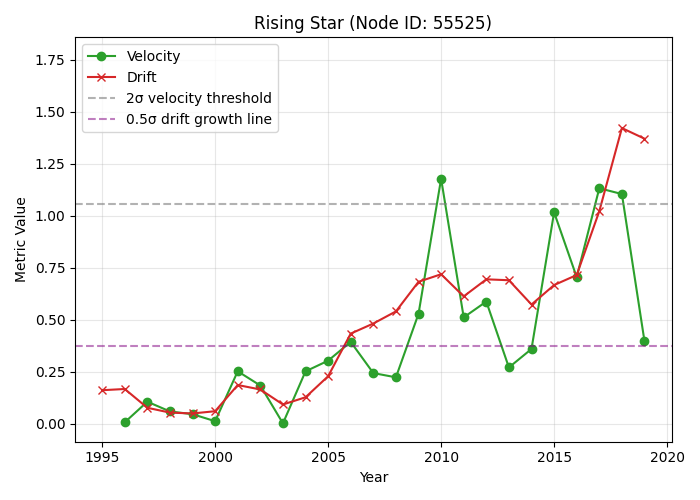 Rising Star (Node ID: 55525)
Velocity
Drift
2σ velocity threshold
0.5σ drift growth line
Metric Value
1.75
1.50
1.25
1.00
0.75
0.50
0.25
0.00
1995 2000 2005 2010 2015 2020
Year